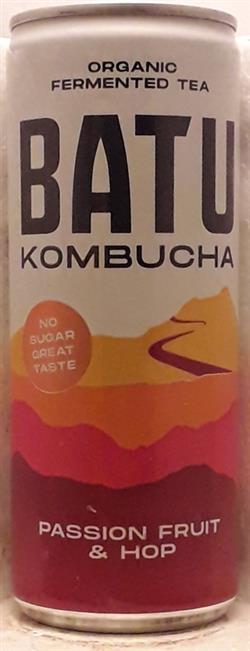 ORGANIC
FERMENTED TEA
BATU
KOMBUCHA
NO
SUGAR
GREAT
TASTE
PASSION FRUIT
& HOP